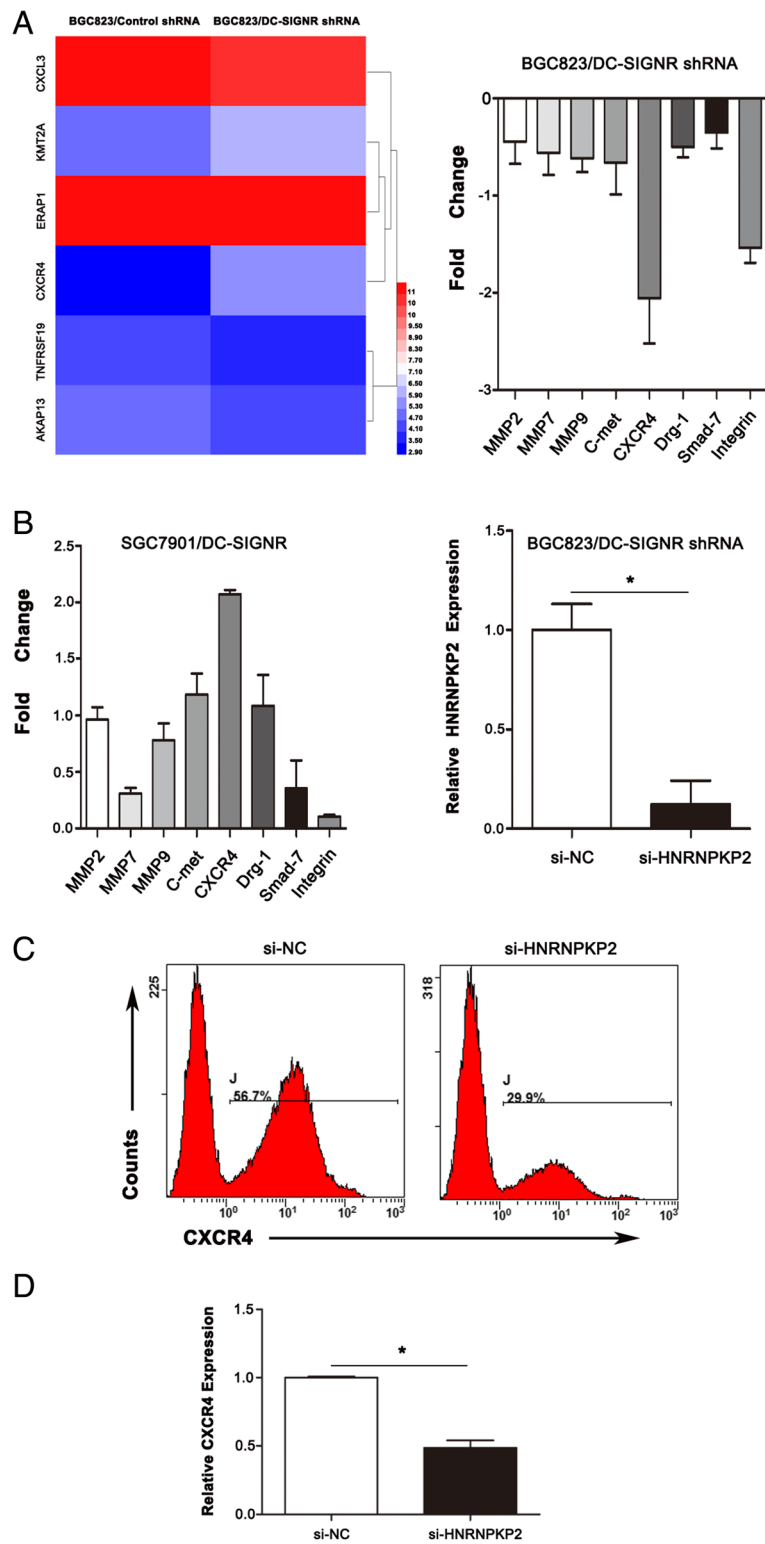 A
BGC823/Control shRNA
BGC823/DC-SIGNR shRNA
CXCL3
KMT2A
ERAP1
CXCR4
TNFRSF19
AKAP13
11
10
10
9.50
8.90
8.30
7.70
7.10
6.50
5.90
5.30
4.70
4.10
3.50
2.90
BGC823/DC-SIGNR shRNA
Fold Change
0
-1
-2
-3
MMP2
MMP7
MMP9
C-met
CXCR4
Drg-1
Smad-7
Integrin
B
SGC7901/DC-SIGNR
Fold Change
2.5
2.0
1.5
1.0
0.5
0.0
MMP2
MMP7
MMP9
C-met
CXCR4
Drg-1
Smad-7
Integrin
BGC823/DC-SIGNR shRNA
Relative HNRNPKP2 Expression
1.5
1.0
0.5
0.0
*
si-NC
si-HNRNPKP2
C
si-NC
225
J
56.7%
10⁰ 10¹ 10² 10³
si-HNRNPKP2
318
J
29.9%
10⁰ 10¹ 10² 10³
Counts
CXCR4
D
Relative CXCR4 Expression
1.5
1.0
0.5
0.0
*
si-NC
si-HNRNPKP2